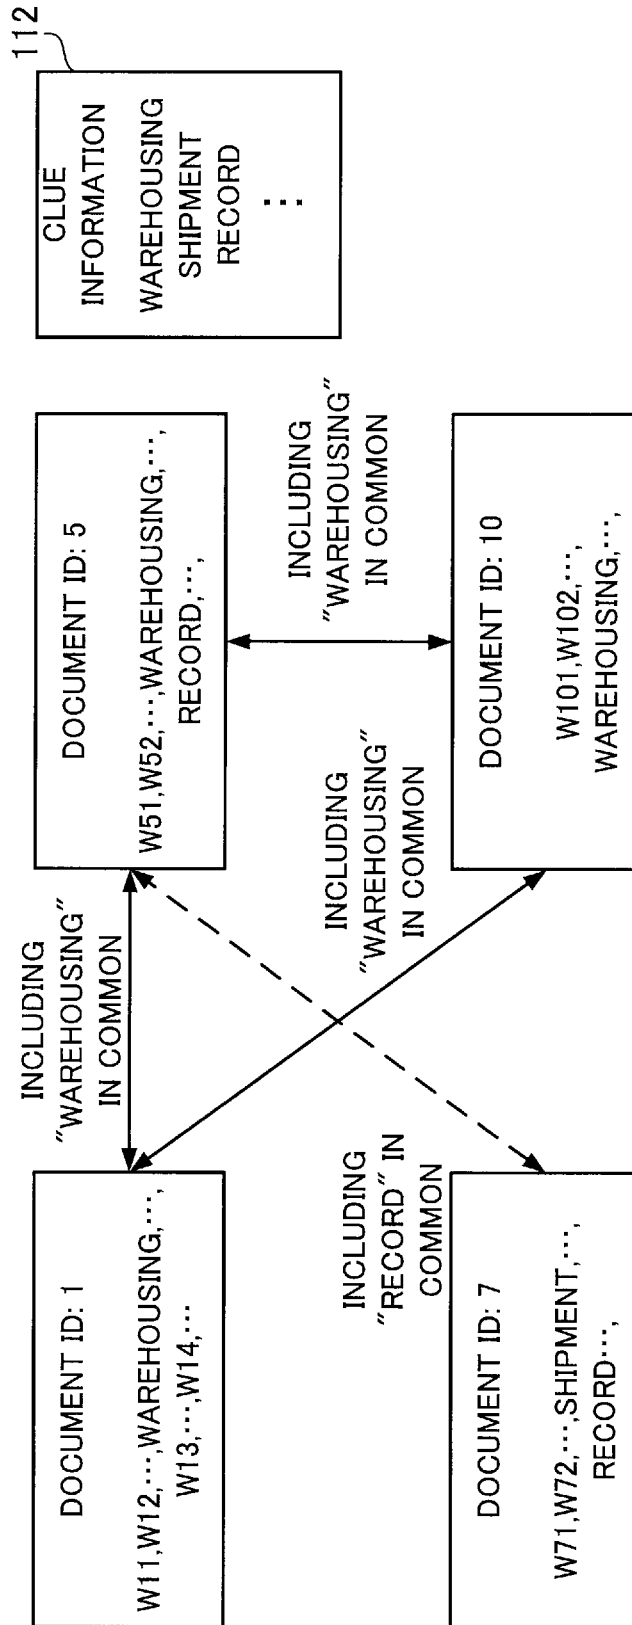 112
CLUE
INFORMATION
WAREHOUSING
SHIPMENT
RECORD
⋮
DOCUMENT ID: 1
W11,W12,⋯,WAREHOUSING,⋯,
W13,⋯,W14,⋯
INCLUDING
"WAREHOUSING"
IN COMMON
DOCUMENT ID: 5
W51,W52,⋯,WAREHOUSING,⋯,
RECORD,⋯,
INCLUDING
"RECORD" IN
COMMON
INCLUDING
"WAREHOUSING"
IN COMMON
INCLUDING
"WAREHOUSING"
IN COMMON
DOCUMENT ID: 7
W71,W72,⋯,SHIPMENT,⋯,
RECORD⋯,
DOCUMENT ID: 10
W101,W102,⋯,
WAREHOUSING,⋯,